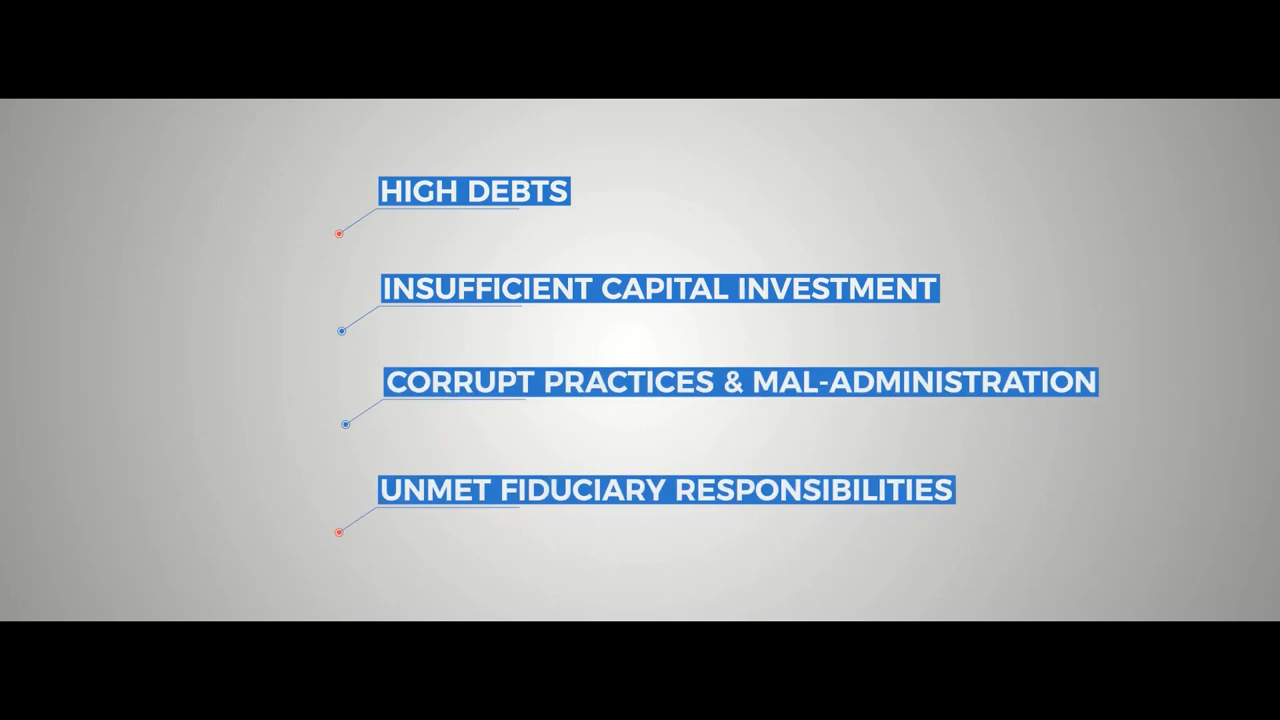 HIGH DEBTS
INSUFFICIENT CAPITAL INVESTMENT
CORRUPT PRACTICES & MAL-ADMINISTRATION
UNMET FIDUCIARY RESPONSIBILITIES